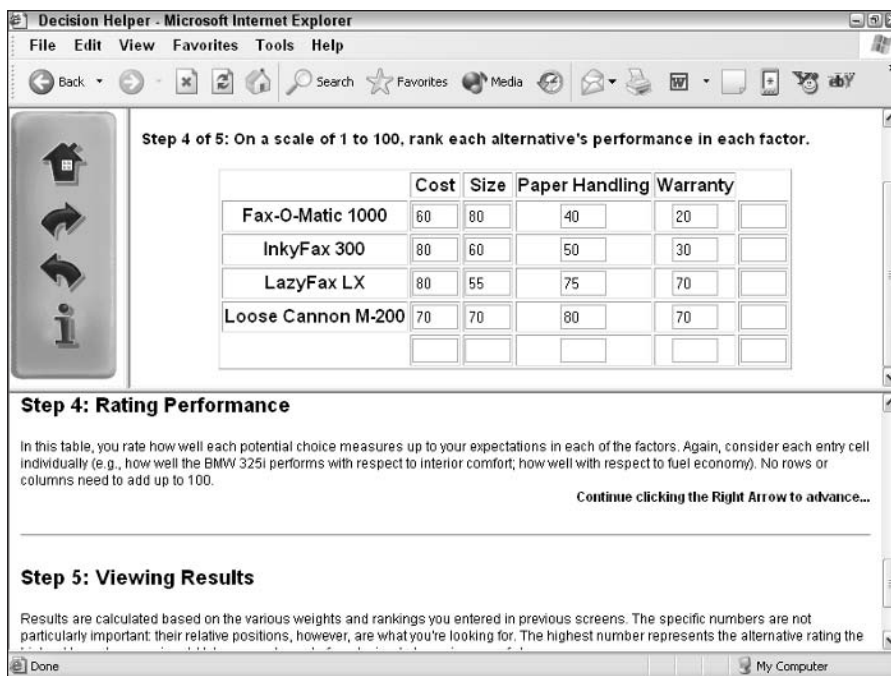 Decision Helper - Microsoft Internet Explorer
File Edit View Favorites Tools Help
Back Search Favorites Media
Step 4 of 5: On a scale of 1 to 100, rank each alternative's performance in each factor.
Cost Size Paper Handling Warranty
Fax-O-Matic 1000 60 80 40 20
InkyFax 300 80 60 50 30
LazyFax LX 80 55 75 70
Loose Cannon M-200 70 70 80 70
Step 4: Rating Performance
In this table, you rate how well each potential choice measures up to your expectations in each of the factors. Again, consider each entry cell
individually (e.g., how well the BMW 325i performs with respect to interior comfort; how well with respect to fuel economy). No rows or
columns need to add up to 100.
Continue clicking the Right Arrow to advance...
Step 5: Viewing Results
Results are calculated based on the various weights and rankings you entered in previous screens. The specific numbers are not
particularly important: their relative positions, however, are what you're looking for. The highest number represents the alternative rating the
Done My Computer